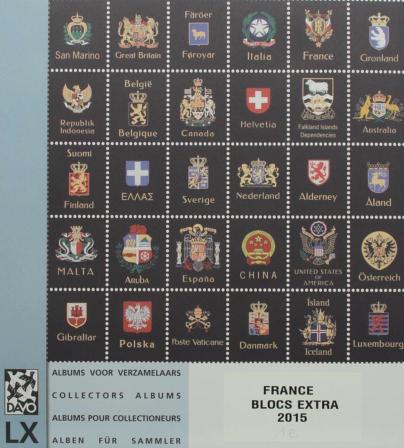 San Marino
Great Britain
Färöer
Føroyar
Italia
France
Grønland
Republik
Indonesia
België
Belgique
Canada
Helvetia
Falkland Islands
Dependencies
Australia
Suomi
Finland
ΕΛΛΑΣ
Sverige
Nederland
Alderney
Åland
MALTA
Aruba
España
CHINA
UNITED STATES
OF
AMERICA
Österreich
Gibraltar
Polska
Poste Vaticane
Danmark
Ísland
Iceland
Luxembourg
DAVO
LX
ALBUMS VOOR VERZAMELAARS
COLLECTORS ALBUMS
ALBUMS POUR COLLECTIONEURS
ALBEN FÜR SAMMLER
FRANCE
BLOCS EXTRA
2015